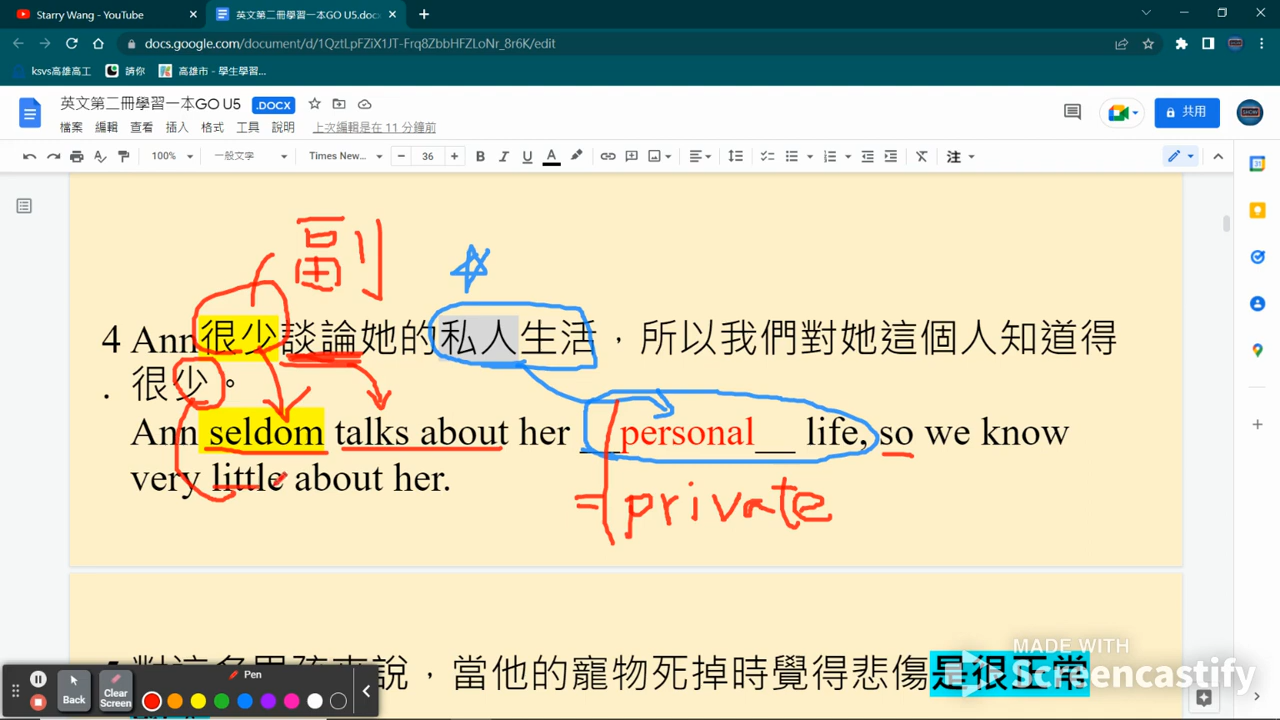 Starry Wang - YouTube
英文第二冊學習一本GO U5.docx
docs.google.com/document/d/1QztLpFZiX1JT-Frq8ZbbHFZLoNr_8r6K/edit
ksvs高雄高工
請你
高雄市 - 學生學習...
英文第二冊學習一本GO U5
.DOCX
共用
檔案 編輯 查看 插入 格式 工具 說明 上次編輯是在 11 分鐘前
100% 一般文字 Times New... 36 B I U A 注
副
4 Ann很少談論她的私人生活，所以我們對她這個人知道得
. 很少。
Ann seldom talks about her __personal__ life, so we know
very little about her.
=private
MADE WITH
Screencastify
說，當他的寵物死掉時覺得悲傷是很正常
Pen
Back
Clear Screen